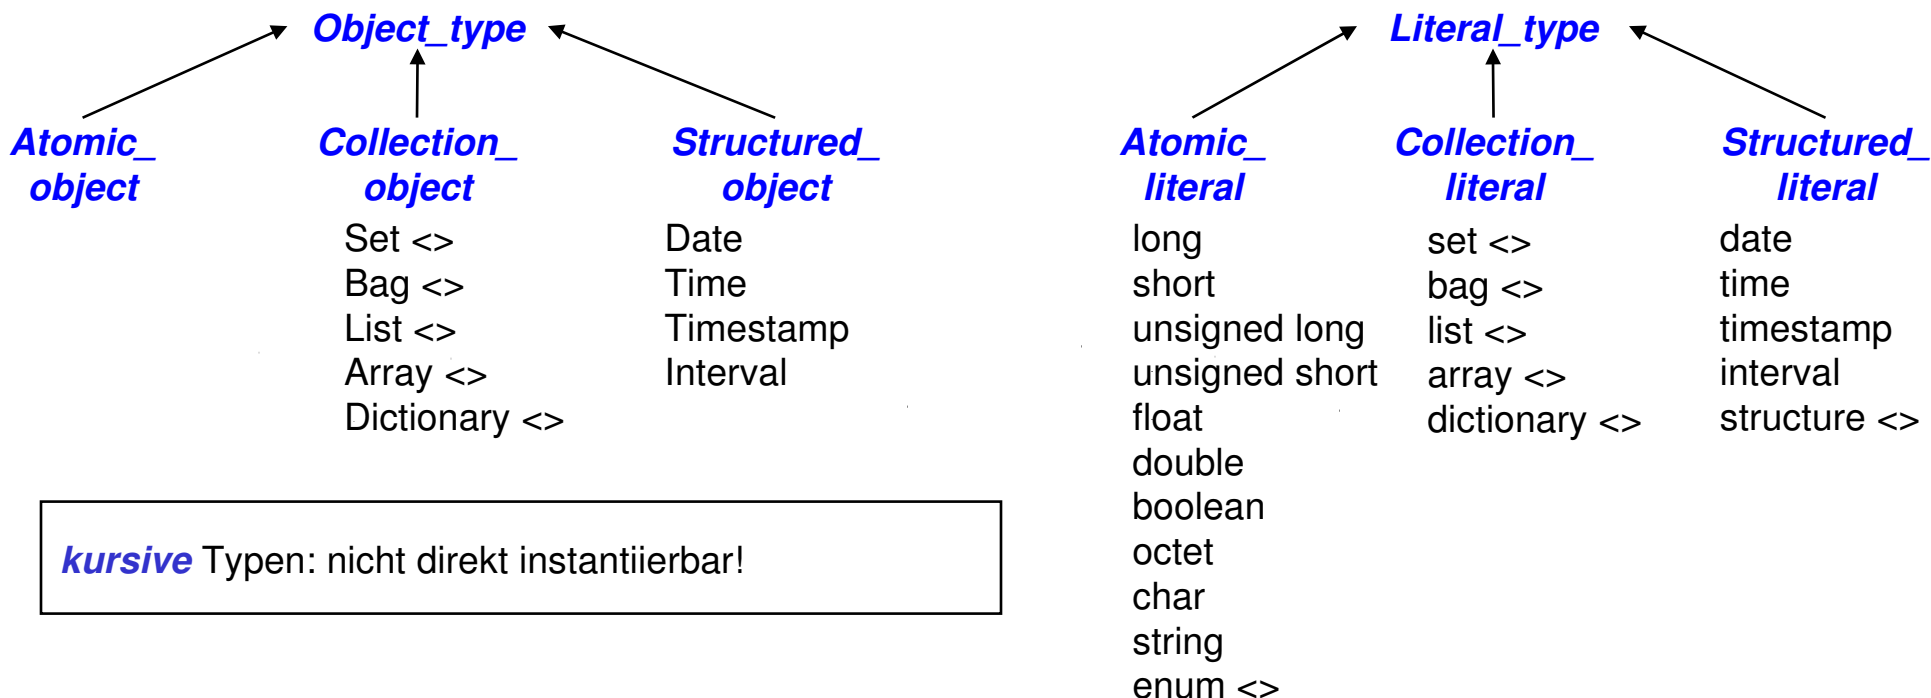 Object_type
Atomic_
object
Collection_
object
Set <>
Bag <>
List <>
Array <>
Dictionary <>
Structured_
object
Date
Time
Timestamp
Interval
kursive Typen: nicht direkt instantiierbar!
Literal_type
Atomic_
literal
long
short
unsigned long
unsigned short
float
double
boolean
octet
char
string
enum <>
Collection_
literal
set <>
bag <>
list <>
array <>
dictionary <>
Structured_
literal
date
time
timestamp
interval
structure <>